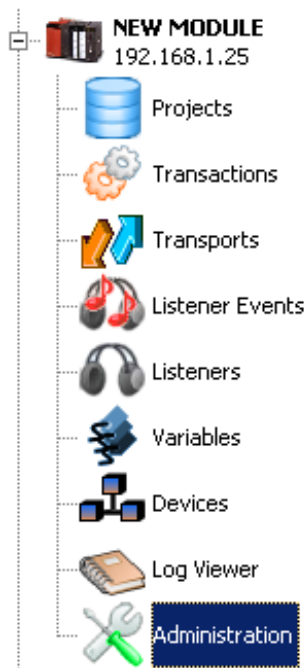 NEW MODULE
192.168.1.25
Projects
Transactions
Transports
Listener Events
Listeners
Variables
Devices
Log Viewer
Administration